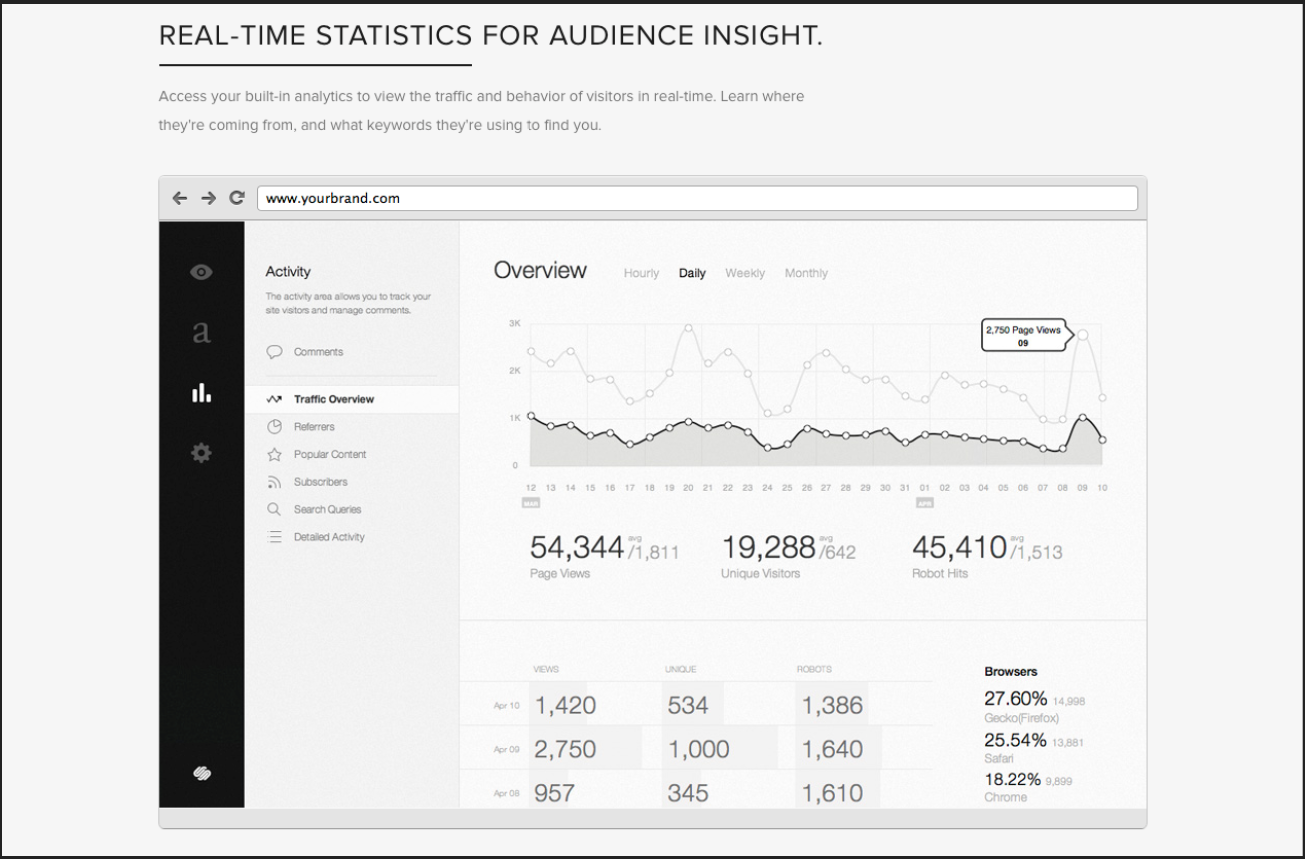 REAL-TIME STATISTICS FOR AUDIENCE INSIGHT.
Access your built-in analytics to view the traffic and behavior of visitors in real-time. Learn where
they're coming from, and what keywords they're using to find you.
www.yourbrand.com
a
Activity
The activity area allows you to track your
site visitors and manage comments.
Comments
Traffic Overview
Referrers
Popular Content
Subscribers
Search Queries
Detailed Activity
Overview Hourly Daily Weekly Monthly
3K
2K
1K
0
2,750 Page Views
09
12 13 14 15 16 17 18 19 20 21 22 23 24 25 26 27 28 29 30 31 01 02 03 04 05 06 07 08 09 10
MAR APR
54,344 avg /1,811
Page Views
19,288 avg /642
Unique Visitors
45,410 avg /1,513
Robot Hits
VIEWS UNIQUE ROBOTS
Apr 10 1,420 534 1,386
Apr 09 2,750 1,000 1,640
Apr 08 957 345 1,610
Browsers
27.60% 14,998
Gecko(Firefox)
25.54% 13,881
Safari
18.22% 9,899
Chrome